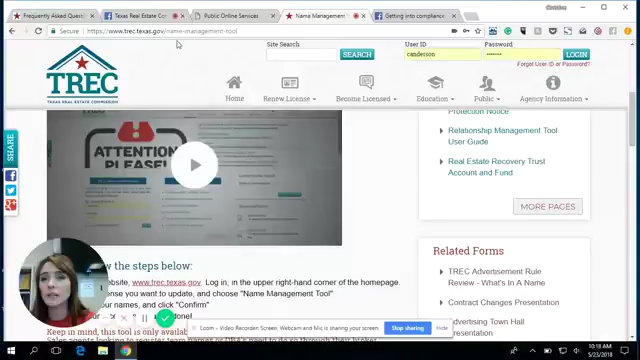 Frequently Asked Quest
Texas Real Estate Con
Public Online Services
Name Management
Getting into compliance
Secure
https://www.trec.texas.gov/name-management-tool
Site Search:
SEARCH
User ID
Password:
canderson
LOGIN
Forgot User ID or Password?
TREC
TEXAS REAL ESTATE COMMISSION
Home
Renew License
Become Licensed
Education
Public
Agency Information
SHARE
ATTENTION
PLEASE!
Protection Notice
Relationship Management Tool
User Guide
Real Estate Recovery Trust
Account and Fund
MORE PAGES
Related Forms
TREC Advertisement Rule
Review - What's In A Name
Contract Changes Presentation
Advertising Town Hall
Presentation
w the steps below:
ebsite, www.trec.texas.gov. Log in, in the upper right-hand corner of the homepage.
ense you want to update, and choose "Name Management Tool"
your names, and click "Confirm"
Keep in mind, this tool is only availab
Loom - Video Recorder: Screen, Webcam and Mic is sharing your screen.
Stop sharing
Hide
10:18 AM
5/23/2018